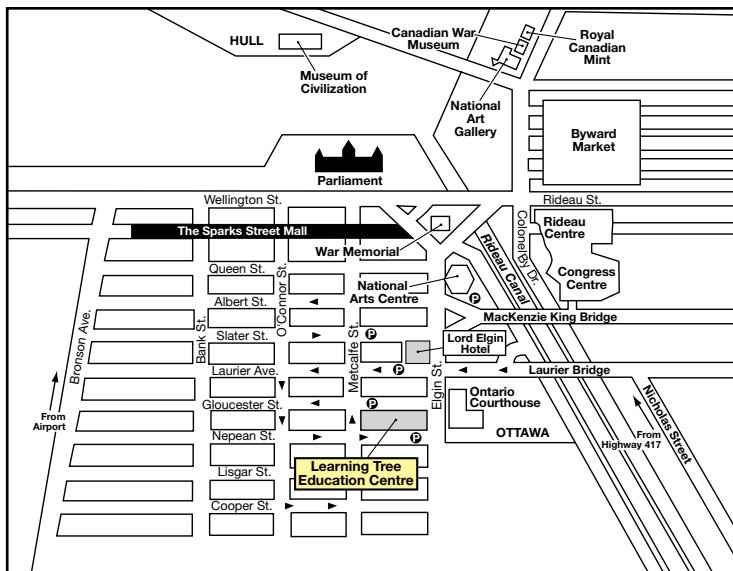 HULL
Museum of
Civilization
Canadian War
Museum
Royal
Canadian
Mint
National
Art
Gallery
Byward
Market
Parliament
Wellington St.
Rideau St.
The Sparks Street Mall
War Memorial
Rideau Canal
Colonel By Dr.
Rideau
Centre
Congress
Centre
Queen St.
National
Arts Centre
P
Albert St.
MacKenzie King Bridge
Bronson Ave.
Bank St.
O'Connor St.
Metcalfe St.
Elgin St.
Slater St.
P
Lord Elgin
Hotel
Laurier Ave.
P
Laurier Bridge
Gloucester St.
P
Ontario
Courthouse
From
Airport
Nepean St.
P
OTTAWA
From
Highway 417
Nicholas Street
Learning Tree
Education Centre
Lisgar St.
Cooper St.